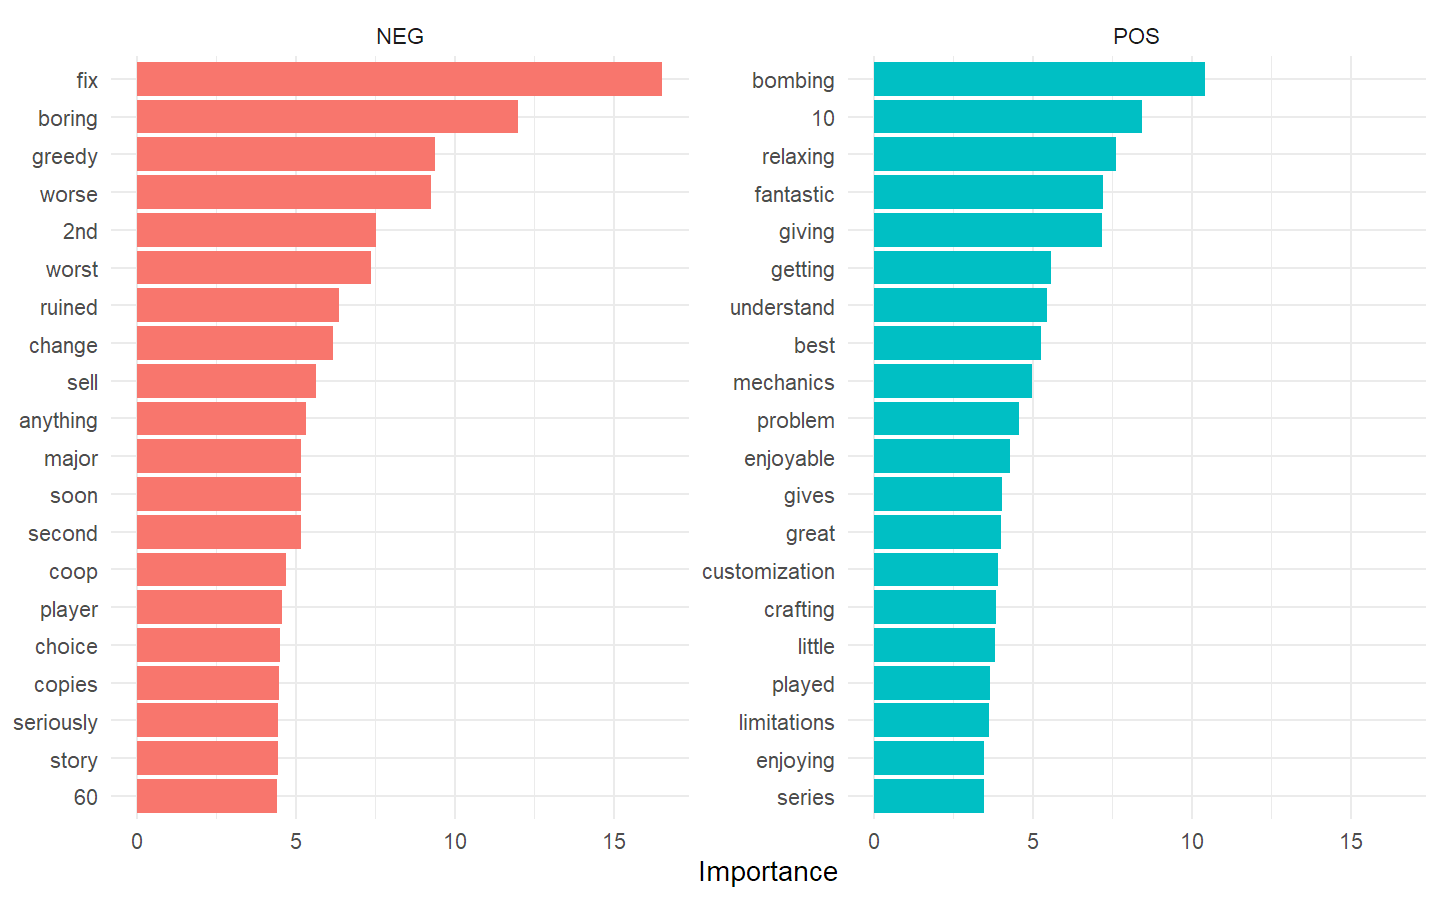 NEG
fix
boring
greedy
worse
2nd
worst
ruined
change
sell
anything
major
soon
second
coop
player
choice
copies
seriously
story
60
0 5 10 15
POS
bombing
10
relaxing
fantastic
giving
getting
understand
best
mechanics
problem
enjoyable
gives
great
customization
crafting
little
played
limitations
enjoying
series
0 5 10 15
Importance